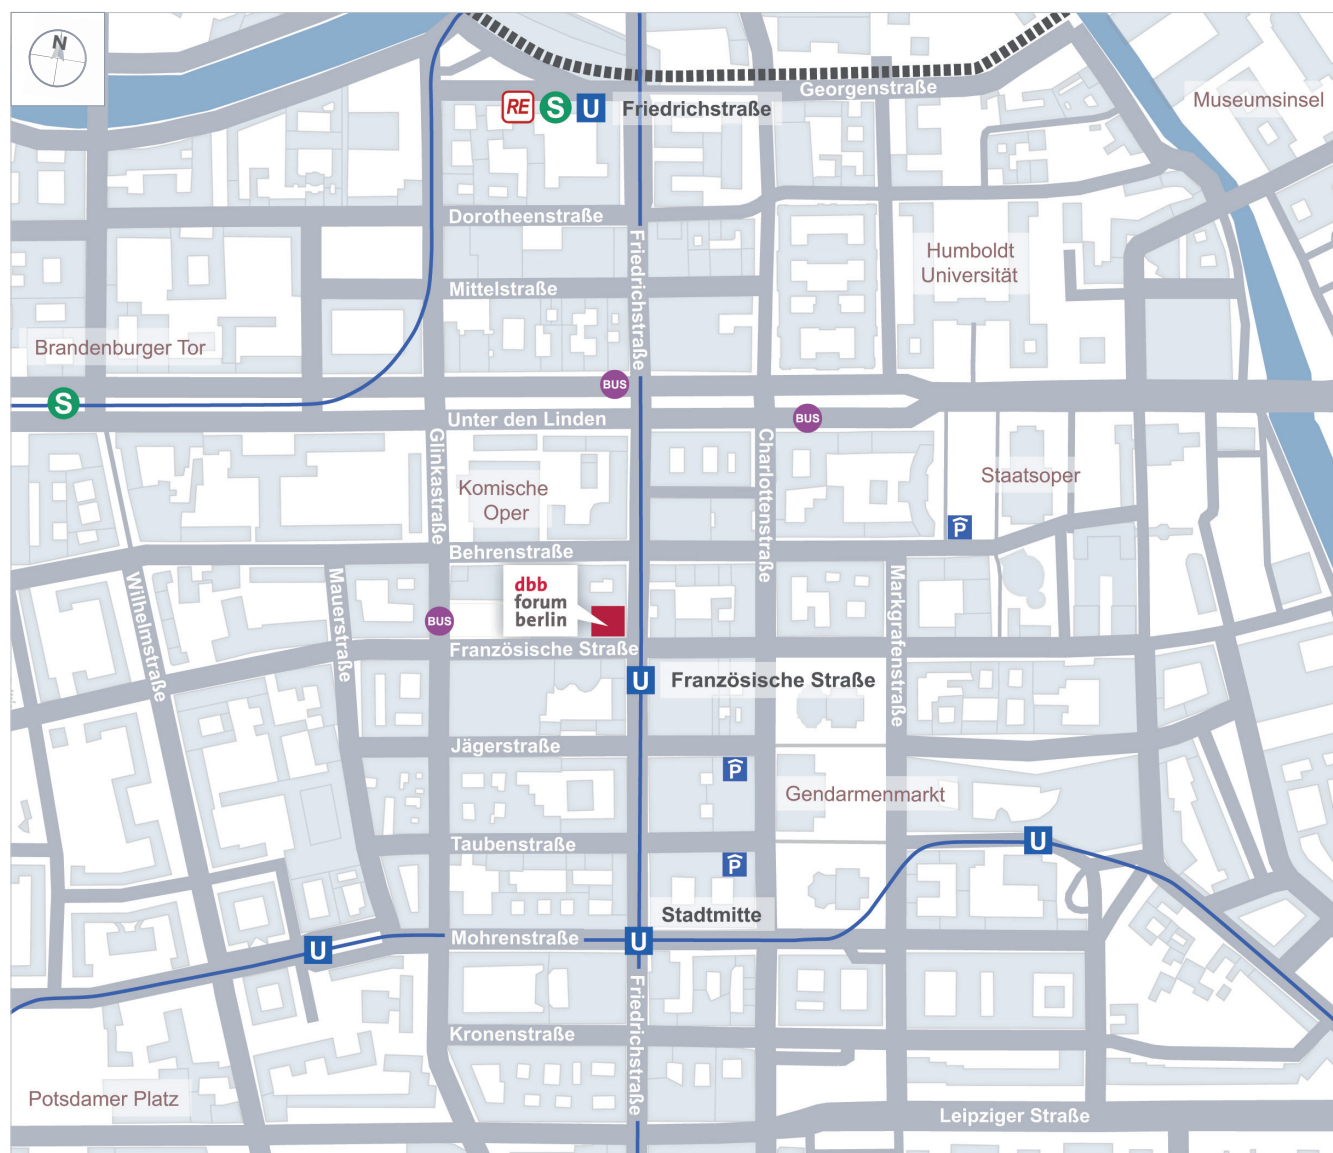 N
Georgenstraße
Museumsinsel
RE S U Friedrichstraße
Dorotheenstraße
Friedrichstraße
Humboldt
Universität
Mittelstraße
Brandenburger Tor
BUS
S
BUS
Unter den Linden
Glinkastraße
Charlottenstraße
Komische
Oper
Staatsoper
P
Behrenstraße
Wilhelmstraße
Mauerstraße
dbb
forum
berlin
Markgrafenstraße
BUS
Französische Straße
U Französische Straße
Jägerstraße
P
Gendarmenmarkt
Taubenstraße
U
P
Stadtmitte
U
Mohrenstraße
U
Friedrichstraße
Kronenstraße
Potsdamer Platz
Leipziger Straße